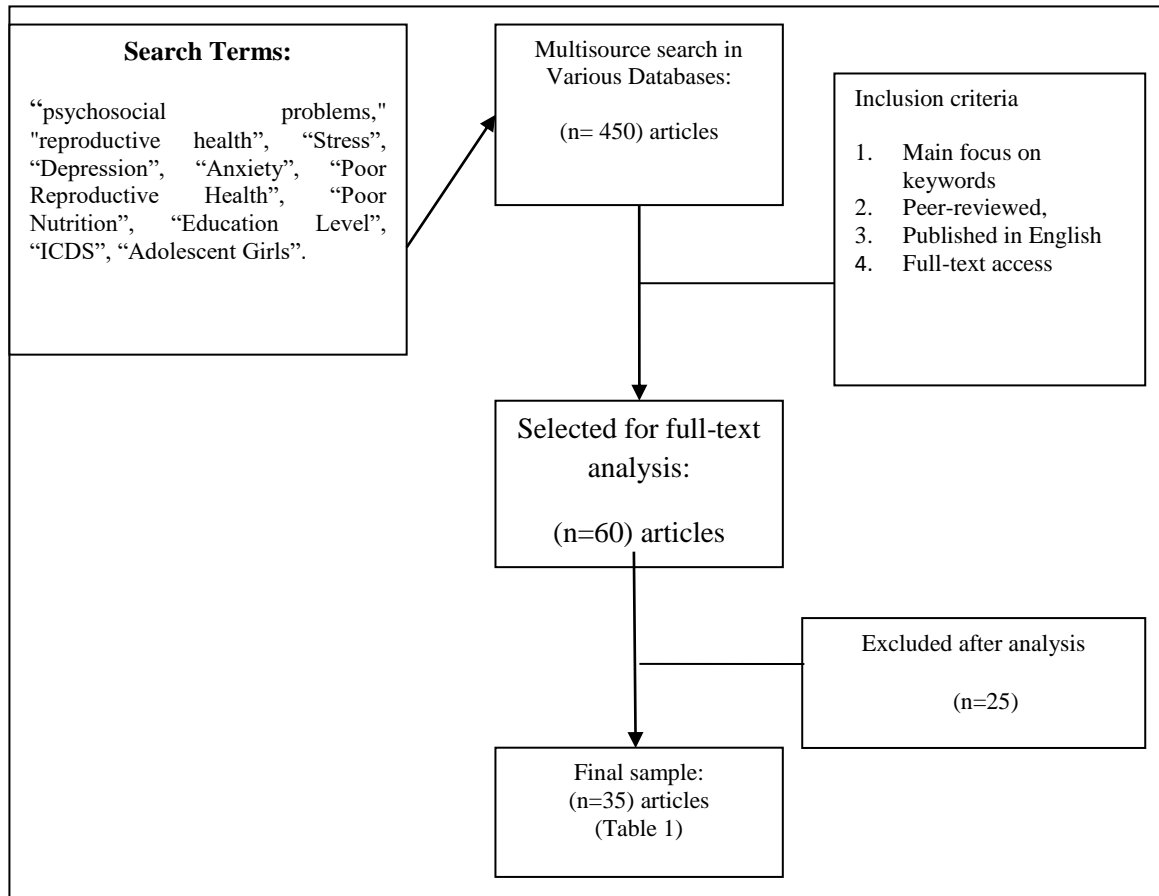 Search Terms:
“psychosocial problems,"
"reproductive health”, “Stress”,
“Depression”, “Anxiety”, “Poor
Reproductive Health”, “Poor
Nutrition”, “Education Level”,
“ICDS”, “Adolescent Girls”.
Multisource search in
Various Databases:
(n= 450) articles
Inclusion criteria
1. Main focus on
keywords
2. Peer-reviewed,
3. Published in English
4. Full-text access
Selected for full-text
analysis:
(n=60) articles
Excluded after analysis
(n=25)
Final sample:
(n=35) articles
(Table 1)